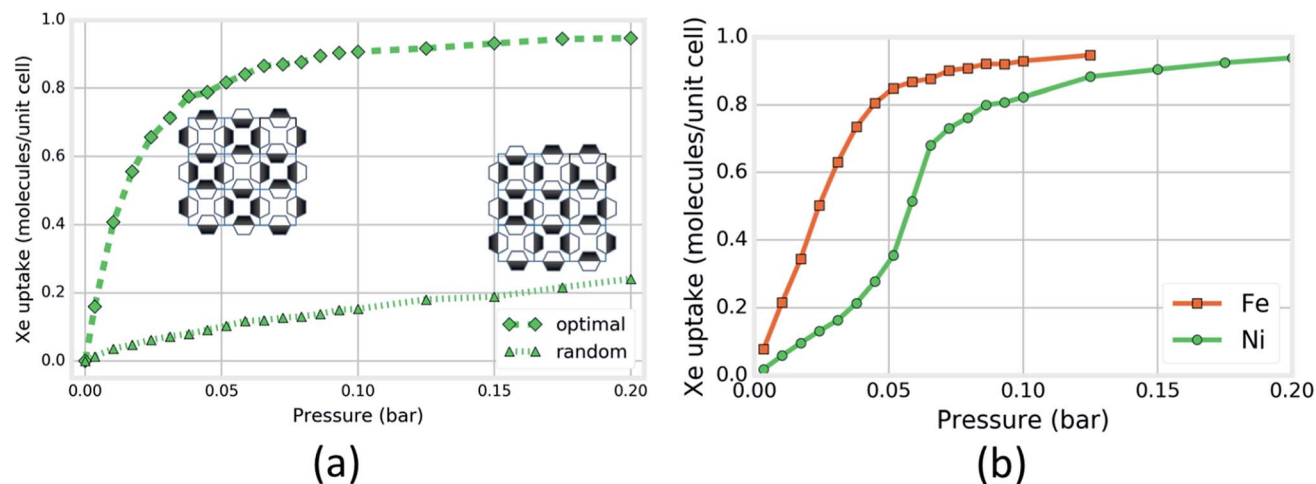 Xe uptake (molecules/unit cell)
1.0
0.8
0.6
0.4
0.2
0.0
0.00 0.05 0.10 0.15 0.20
Pressure (bar)
optimal
random
(a)
Xe uptake (molecules/unit cell)
1.0
0.8
0.6
0.4
0.2
0.0
0.00 0.05 0.10 0.15 0.20
Pressure (bar)
Fe
Ni
(b)